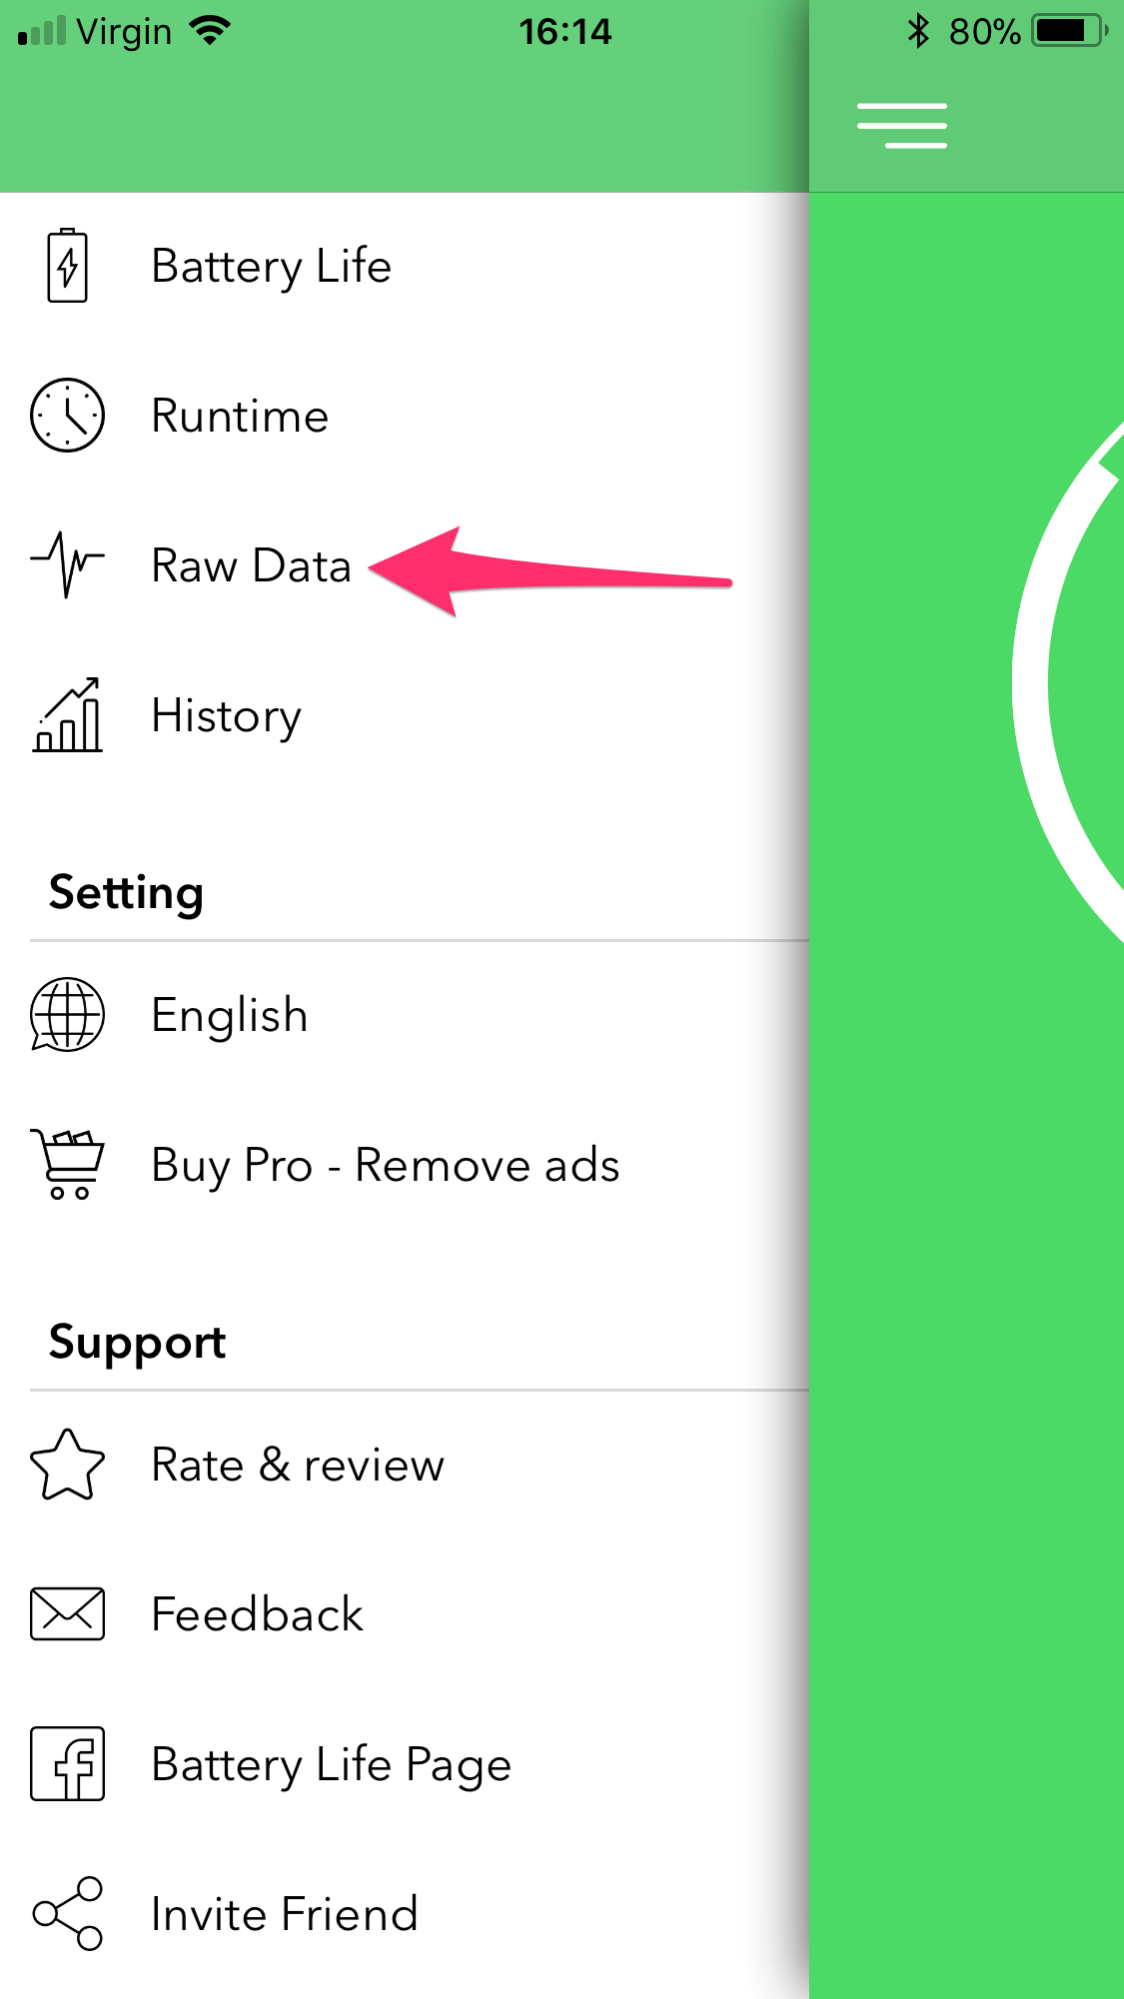 Virgin 16:14 80%
Battery Life
Runtime
Raw Data
History
Setting
English
Buy Pro - Remove ads
Support
Rate & review
Feedback
Battery Life Page
Invite Friend